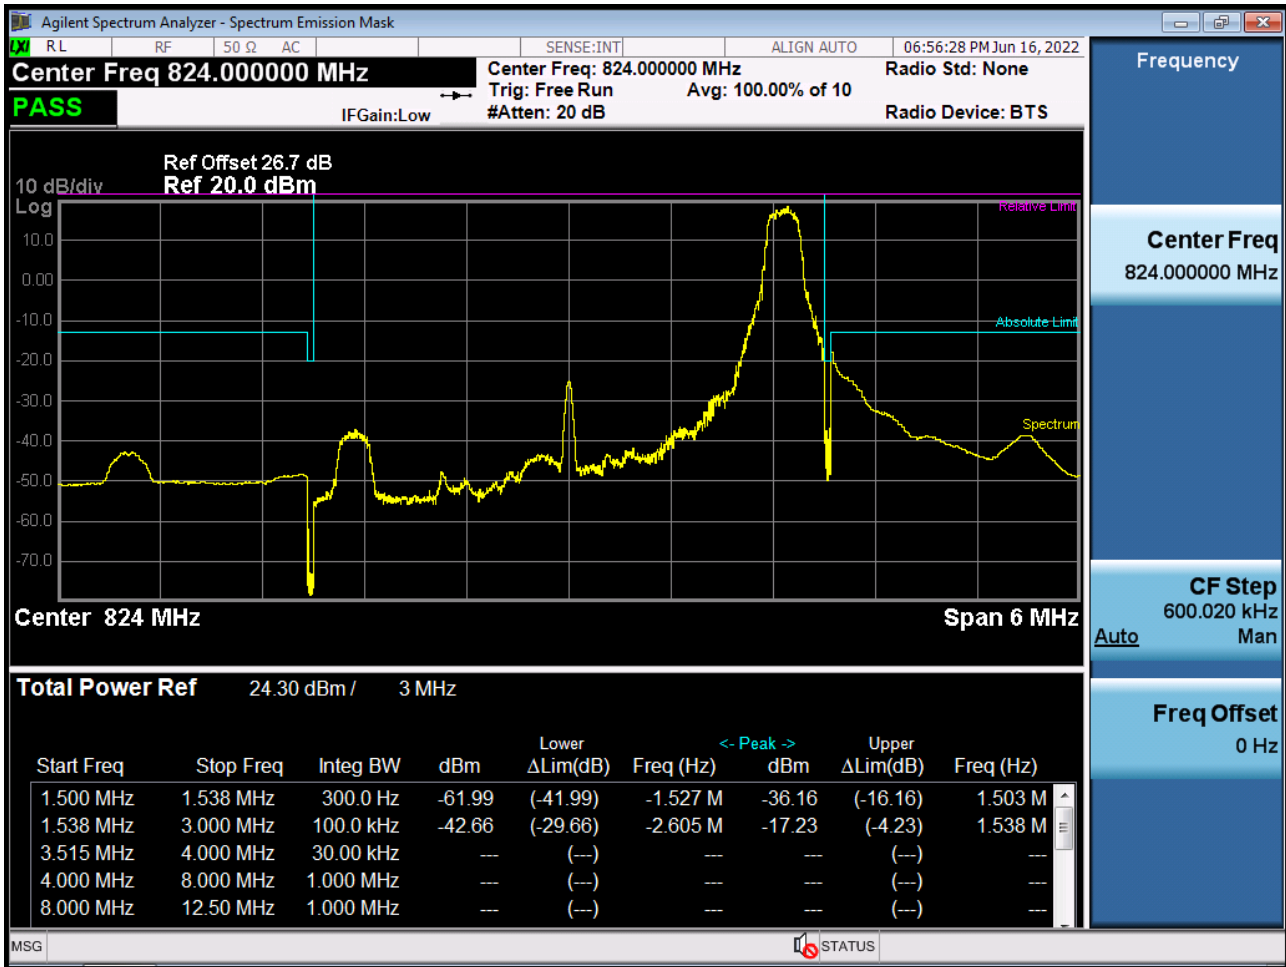 Agilent Spectrum Analyzer - Spectrum Emission Mask
LXI RL RF 50 Ω AC SENSE:INT ALIGN AUTO 06:56:28 PM Jun 16, 2022
Center Freq 824.000000 MHz
Center Freq: 824.000000 MHz Radio Std: None
Trig: Free Run Avg: 100.00% of 10
PASS
IFGain:Low #Atten: 20 dB Radio Device: BTS
Ref Offset 26.7 dB
10 dB/div Ref 20.0 dBm
Log
Relative Limit
10.0
0.00
-10.0
Absolute Limit
-20.0
-30.0
Spectrum
-40.0
-50.0
-60.0
-70.0
Center 824 MHz Span 6 MHz
Total Power Ref 24.30 dBm / 3 MHz
Lower <- Peak -> Upper
Start Freq Stop Freq Integ BW dBm ΔLim(dB) Freq (Hz) dBm ΔLim(dB) Freq (Hz)
1.500 MHz 1.538 MHz 300.0 Hz -61.99 (-41.99) -1.527 M -36.16 (-16.16) 1.503 M
1.538 MHz 3.000 MHz 100.0 kHz -42.66 (-29.66) -2.605 M -17.23 (-4.23) 1.538 M
3.515 MHz 4.000 MHz 30.00 kHz --- (---) --- --- (---) ---
4.000 MHz 8.000 MHz 1.000 MHz --- (---) --- --- (---) ---
8.000 MHz 12.50 MHz 1.000 MHz --- (---) --- --- (---) ---
MSG STATUS
Frequency
Center Freq
824.000000 MHz
CF Step
600.020 kHz
Auto Man
Freq Offset
0 Hz